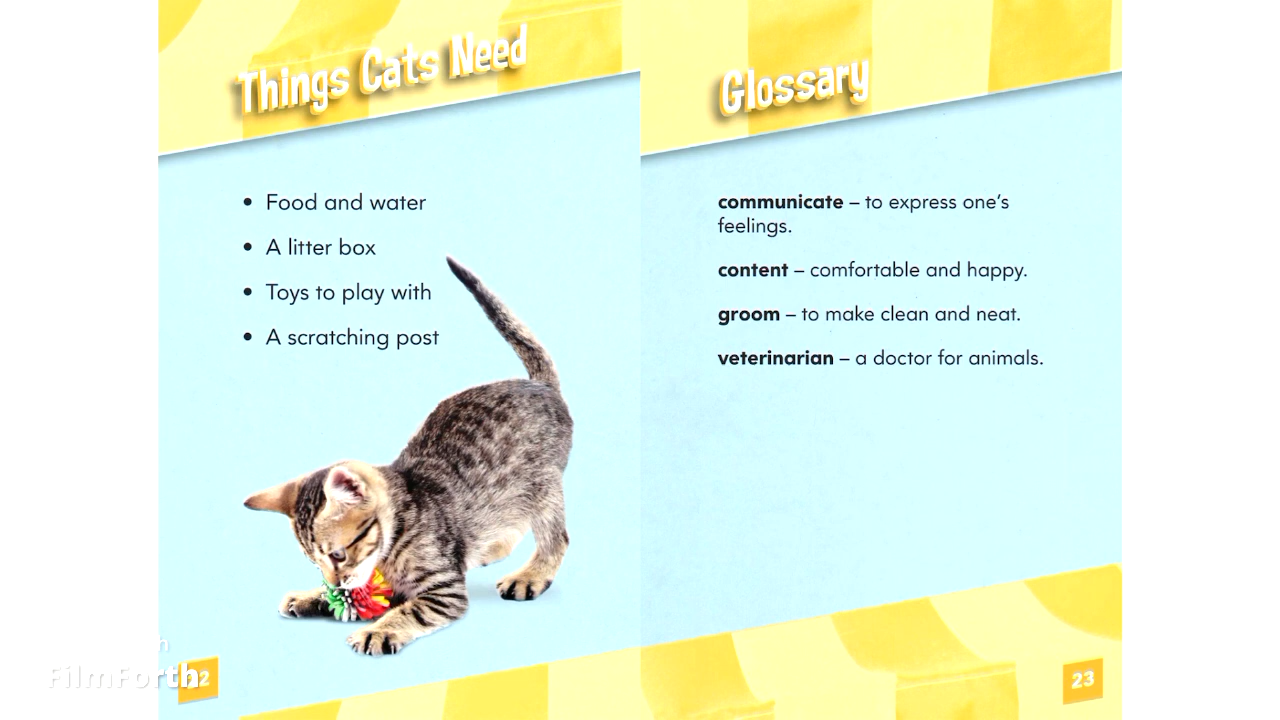 Things Cats Need
• Food and water
• A litter box
• Toys to play with
• A scratching post
Glossary
communicate – to express one's
feelings.
content – comfortable and happy.
groom – to make clean and neat.
veterinarian – a doctor for animals.
FilmForth
23